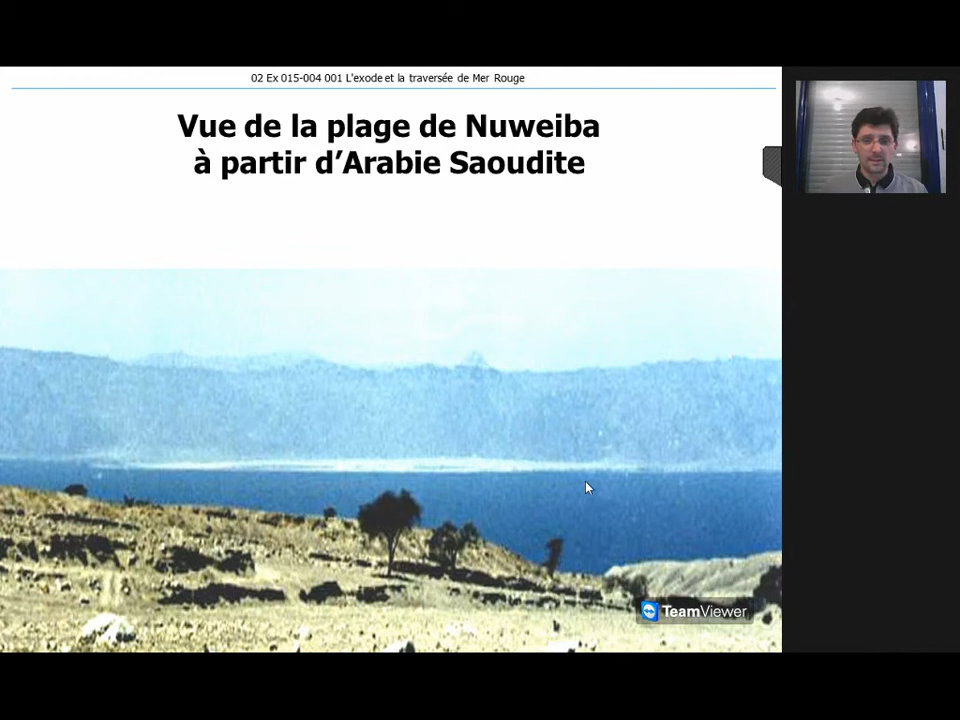 02 Ex 015-004 001 L'exode et la traversée de Mer Rouge
Vue de la plage de Nuweiba
à partir d’Arabie Saoudite
TeamViewer